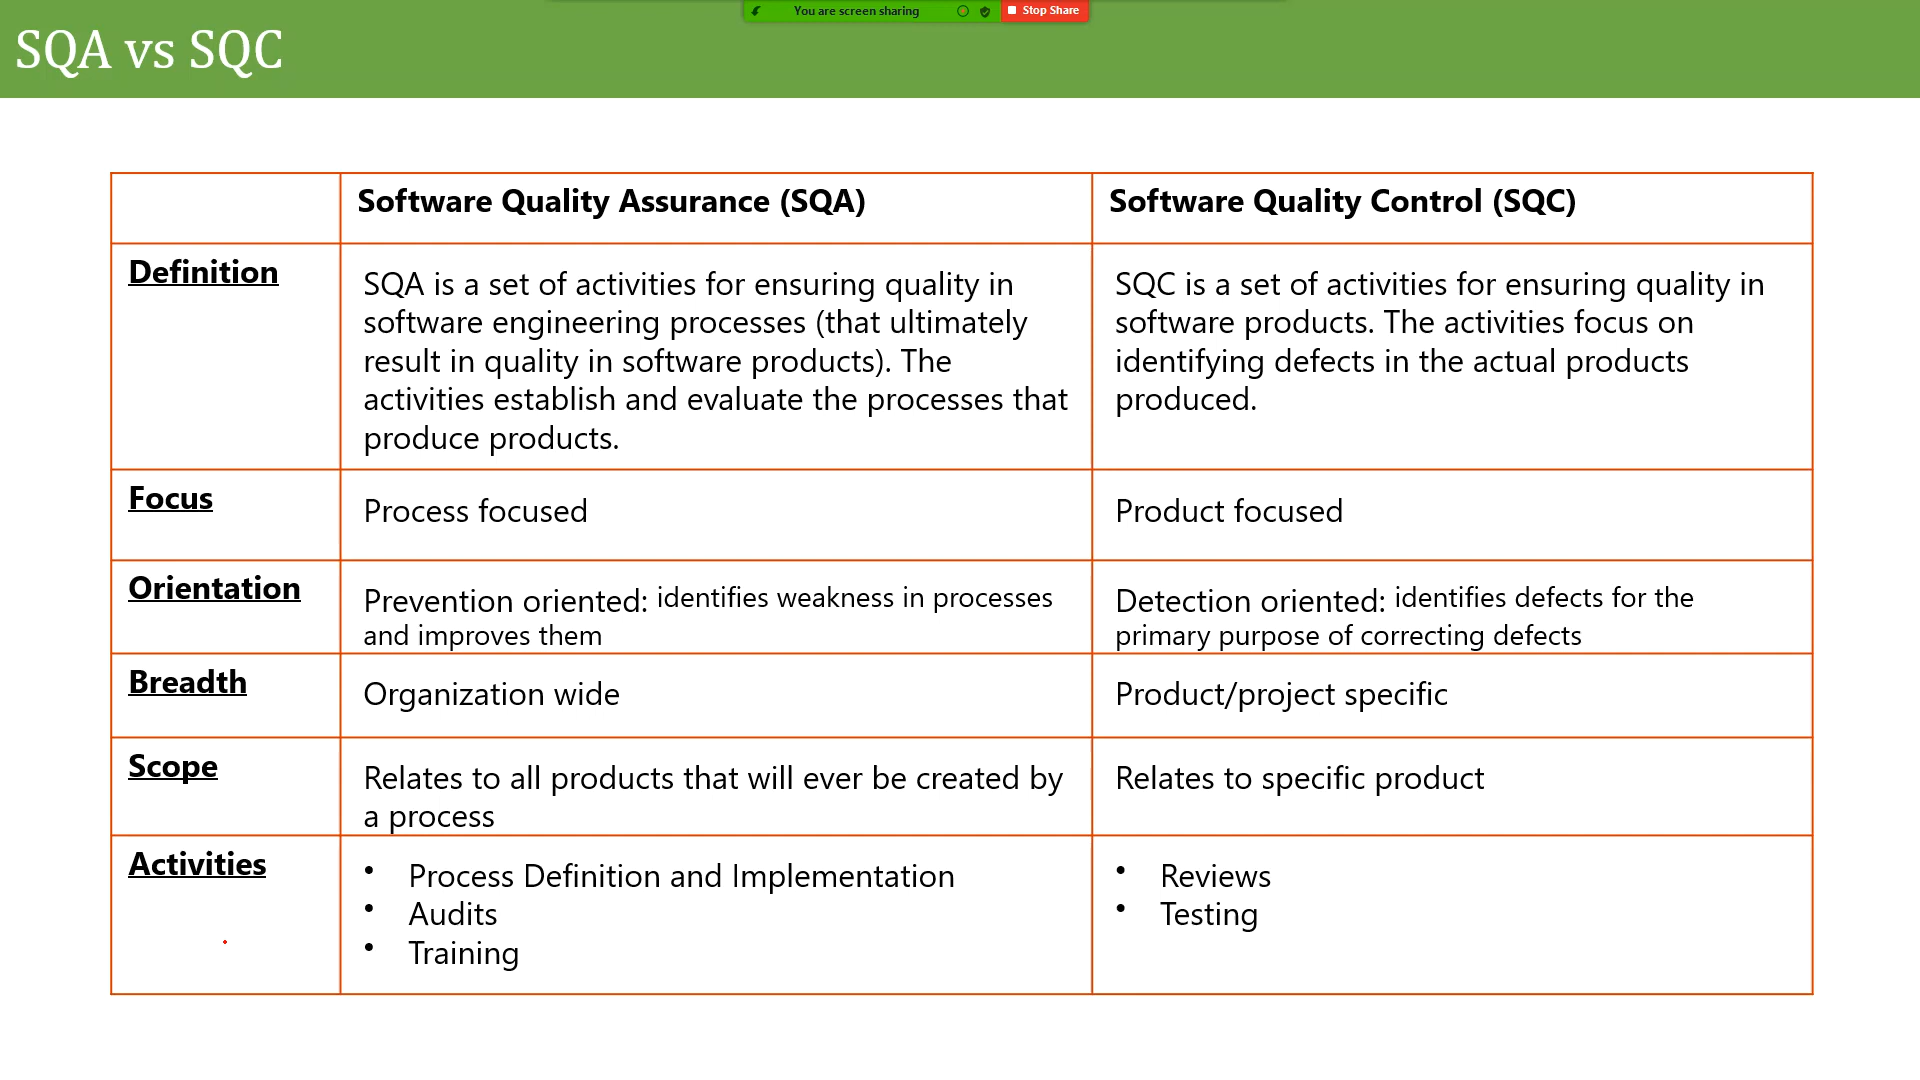 You are screen sharing
Stop Share
SQA vs SQC
Software Quality Assurance (SQA)
Software Quality Control (SQC)
Definition
SQA is a set of activities for ensuring quality in
software engineering processes (that ultimately
result in quality in software products). The
activities establish and evaluate the processes that
produce products.
SQC is a set of activities for ensuring quality in
software products. The activities focus on
identifying defects in the actual products
produced.
Focus
Process focused
Product focused
Orientation
Prevention oriented: identifies weakness in processes
and improves them
Detection oriented: identifies defects for the
primary purpose of correcting defects
Breadth
Organization wide
Product/project specific
Scope
Relates to all products that will ever be created by
a process
Relates to specific product
Activities
• Process Definition and Implementation
• Audits
• Training
• Reviews
• Testing